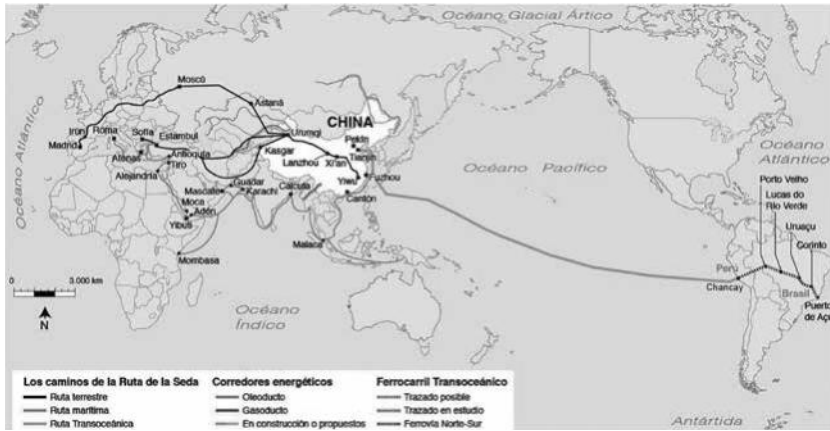 Océano Glacial Ártico
Océano Atlántico
Moscú
Astaná
Irún
Madrid
Roma
Sofía
Estambul
Atenas
Antioquía
Tiro
Alejandría
CHINA
Urumqi
Kasgar
Lanzhou
Xi'an
Pekín
Tianjin
Yiwu
Fuzhou
Cantón
Guadar
Mascate
Karachi
Calcuta
Moca
Adén
Yibuti
Mombasa
Malaca
Océano Pacífico
Océano
Atlántico
Porto Velho
Lucas do
Rio Verde
Uruaçu
Corinto
Perú
Chancay
Brasil
Puerto
de Açu
0
3.000 km
N
Océano
Índico
Antártida
Los caminos de la Ruta de la Seda
Ruta terrestre
Ruta marítima
Ruta Transoceánica
Corredores energéticos
Oleoducto
Gasoducto
En construcción o propuestos
Ferrocarril Transoceánico
Trazado posible
Trazado en estudio
Ferrovía Norte-Sur